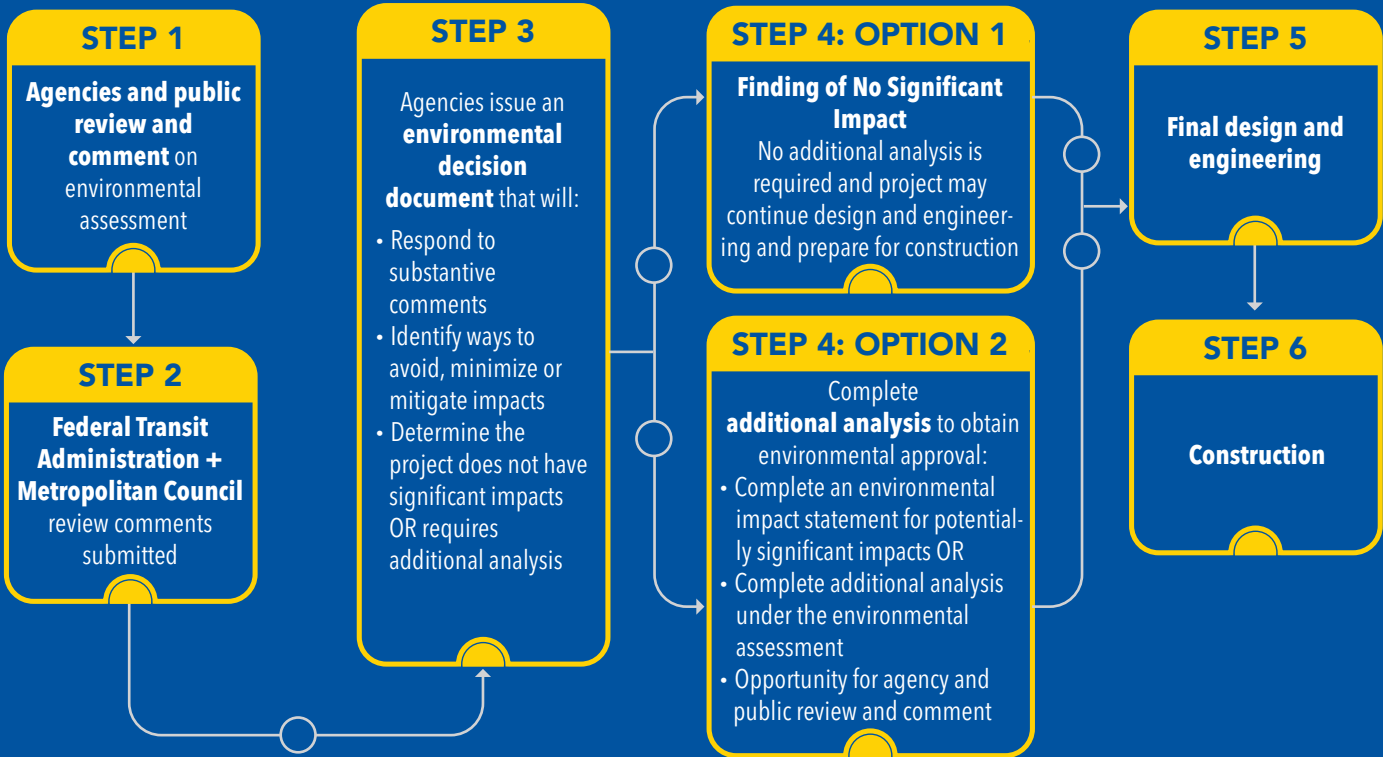 STEP 1
Agencies and public
review and
comment on
environmental
assessment
STEP 2
Federal Transit
Administration +
Metropolitan Council
review comments
submitted
STEP 3
Agencies issue an
environmental
decision
document that will:
• Respond to
substantive
comments
• Identify ways to
avoid, minimize or
mitigate impacts
• Determine the
project does not have
significant impacts
OR requires
additional analysis
STEP 4: OPTION 1
Finding of No Significant
Impact
No additional analysis is
required and project may
continue design and engineer-
ing and prepare for construction
STEP 4: OPTION 2
Complete
additional analysis to obtain
environmental approval:
• Complete an environmental
impact statement for potential-
ly significant impacts OR
• Complete additional analysis
under the environmental
assessment
• Opportunity for agency and
public review and comment
STEP 5
Final design and
engineering
STEP 6
Construction